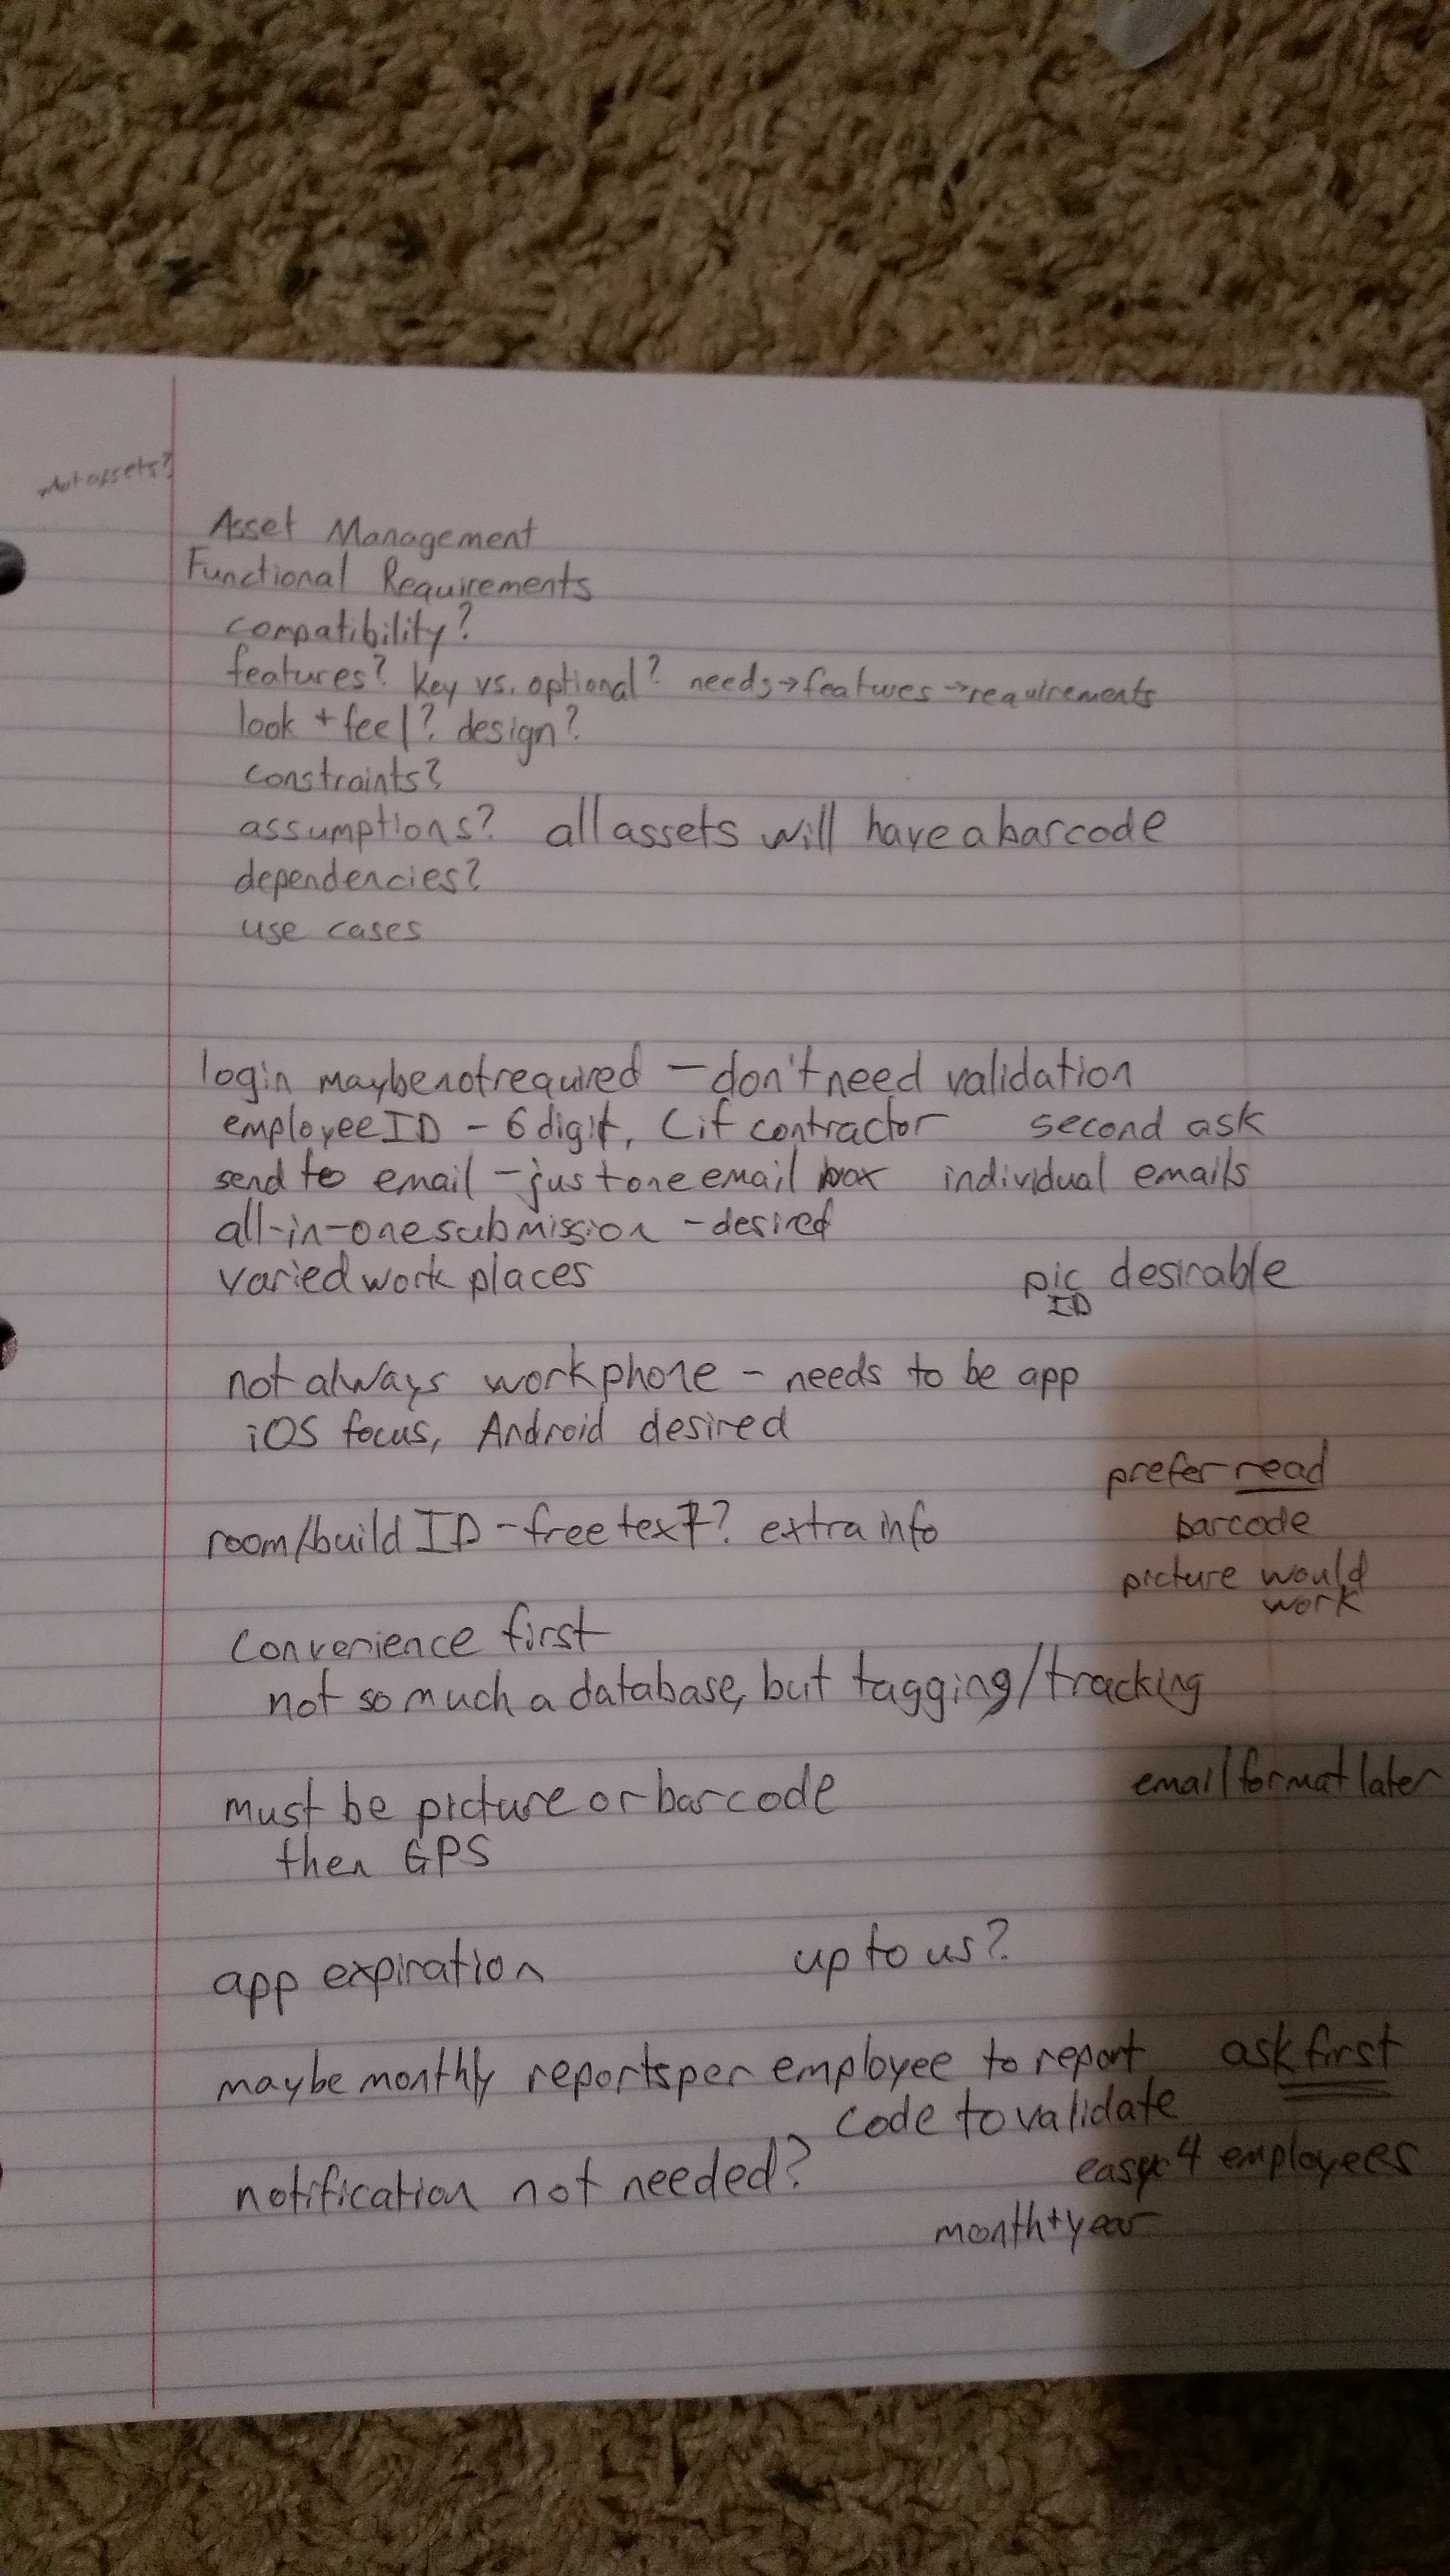 what assets?
Asset Management
Functional Requirements
compatibility?
features? key vs. optional? needs→features→requirements
look + feel? design?
constraints?
assumptions? all assets will have a barcode
dependencies?
use cases
login maybe not required — don't need validation
employee ID - 6 digit, C if contractor second ask
send to email - just one email box individual emails
all-in-one submission - desired
varied work places
pic desirable
ID
not always work phone - needs to be app
iOS focus, Android desired
prefer read
barcode
picture would
work
room/build ID - free text? extra info
convenience first
not so much a database, but tagging/tracking
must be picture or barcode
then GPS
email format later
app expiration up to us?
maybe monthly reports per employee to report ask first
code to validate
notification not needed? easy 4 employees
month+year